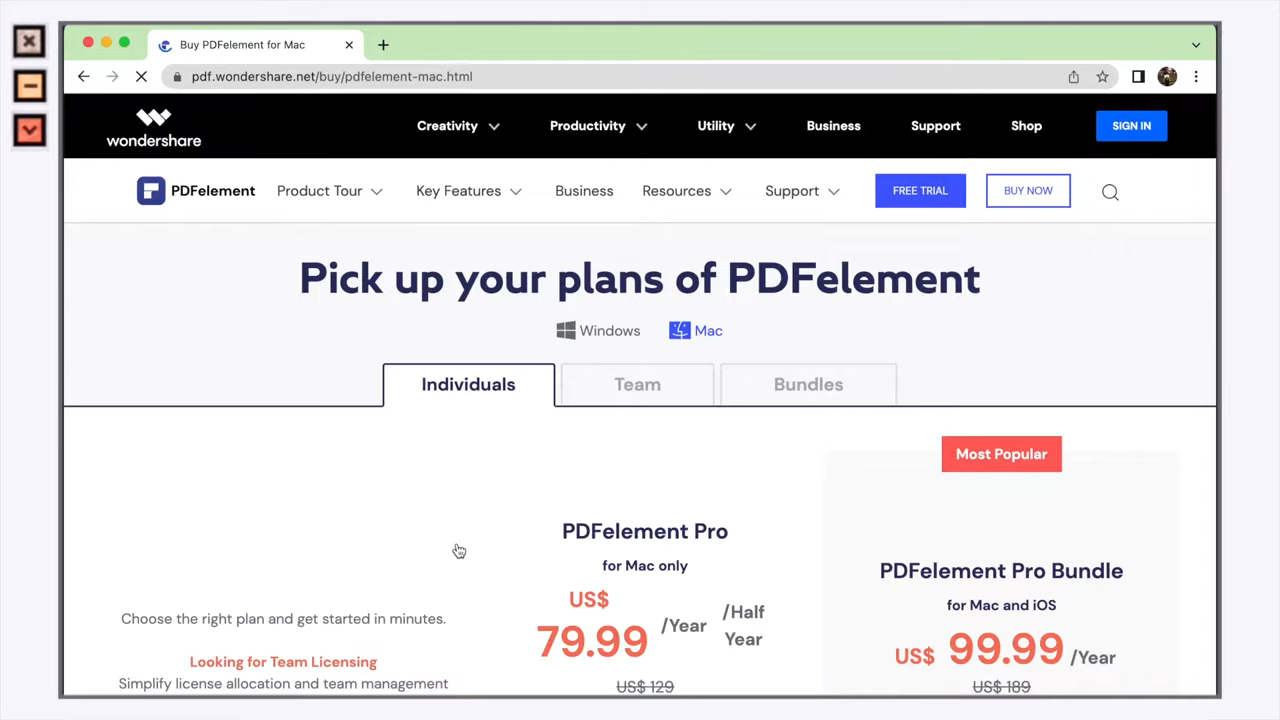 Buy PDFelement for Mac
pdf.wondershare.net/buy/pdfelement-mac.html
wondershare
Creativity Productivity Utility Business Support Shop SIGN IN
PDFelement Product Tour Key Features Business Resources Support FREE TRIAL BUY NOW
Pick up your plans of PDFelement
Windows Mac
Individuals Team Bundles
Most Popular
Choose the right plan and get started in minutes.
Looking for Team Licensing
Simplify license allocation and team management
PDFelement Pro
for Mac only
US$
79.99 /Year /Half
Year
US$ 129
PDFelement Pro Bundle
for Mac and iOS
US$ 99.99 /Year
US$ 189